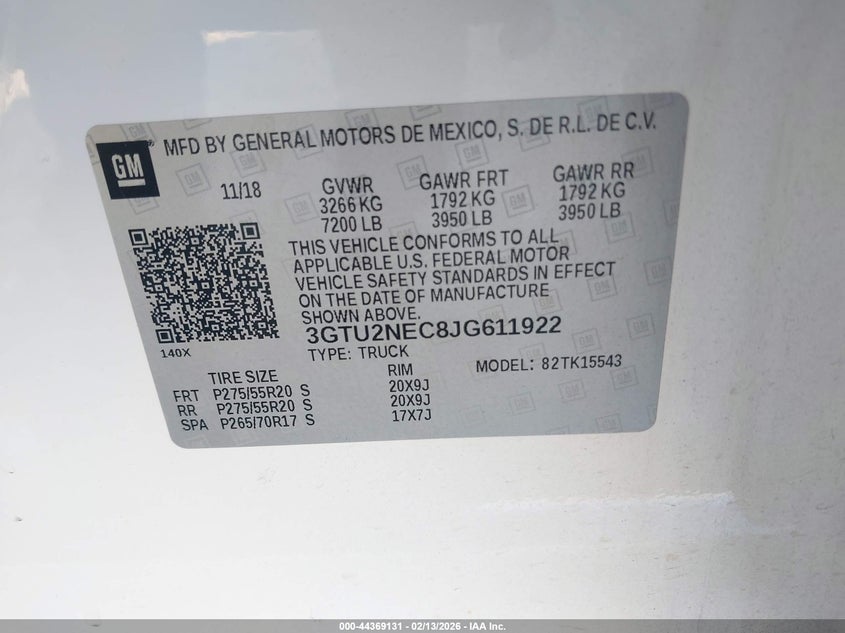 GM
MFD BY GENERAL MOTORS DE MEXICO, S. DE R.L. DE C.V.
11/18 GVWR GAWR FRT GAWR RR
3266 KG 1792 KG 1792 KG
7200 LB 3950 LB 3950 LB
THIS VEHICLE CONFORMS TO ALL
APPLICABLE U.S. FEDERAL MOTOR
VEHICLE SAFETY STANDARDS IN EFFECT
ON THE DATE OF MANUFACTURE
SHOWN ABOVE.
3GTU2NEC8JG611922
140X
TYPE: TRUCK MODEL: 82TK15543
TIRE SIZE RIM
FRT P275/55R20 S 20X9J
RR P275/55R20 S 20X9J
SPA P265/70R17 S 17X7J
000-44369131 - 02/13/2026 - IAA Inc.